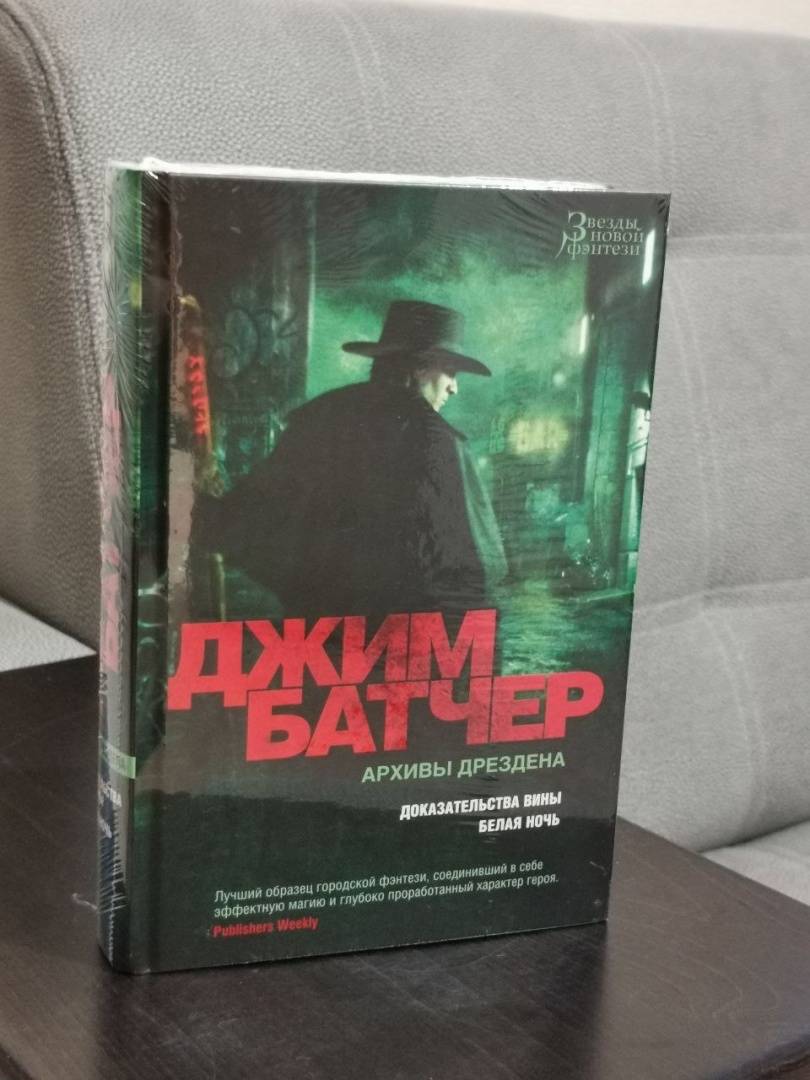 Звезды
новой
фэнтези
BAR
ДЖИМ
БАТЧЕР
АРХИВЫ ДРЕЗДЕНА
ДОКАЗАТЕЛЬСТВА ВИНЫ
БЕЛАЯ НОЧЬ
Лучший образец городской фэнтези, соединивший в себе
эффектную магию и глубоко проработанный характер героя.
Publishers Weekly